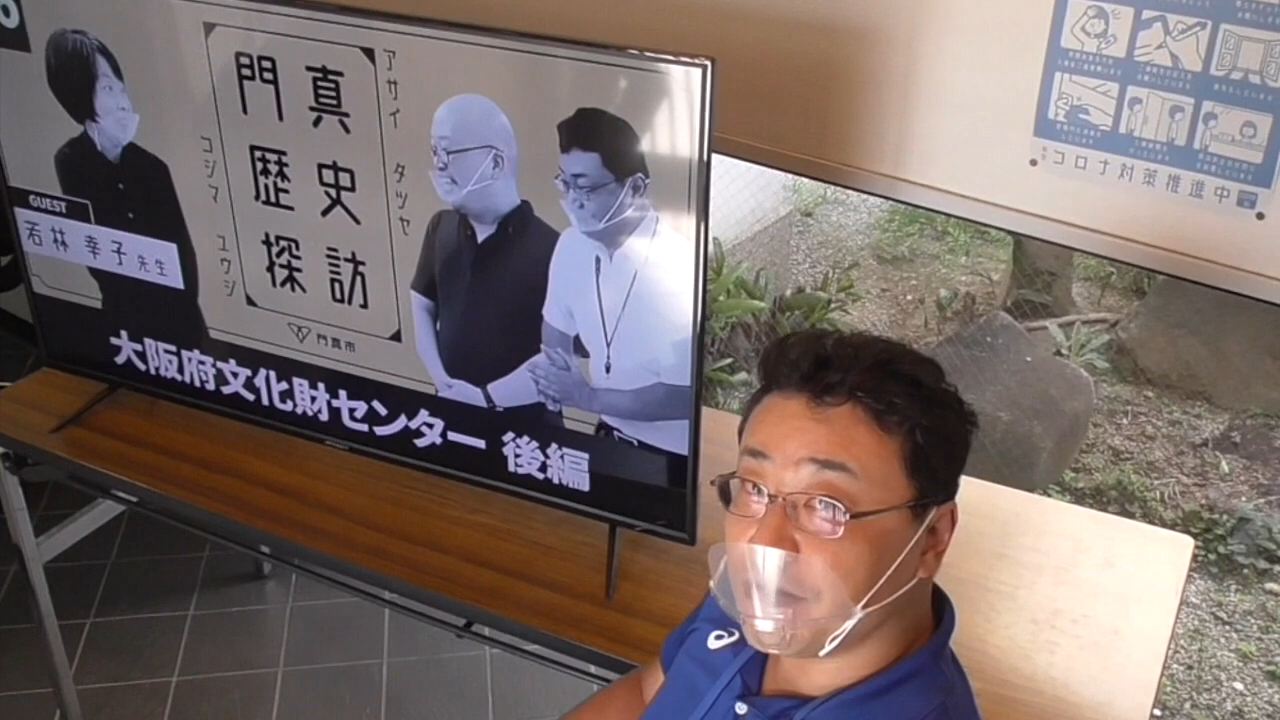 門真
歴史
探訪
アサイ タツヤ
コジマ ユウジ
GUEST
若林 幸子 先生
門真市
大阪府文化財センター 後編
コロナ対策推進中